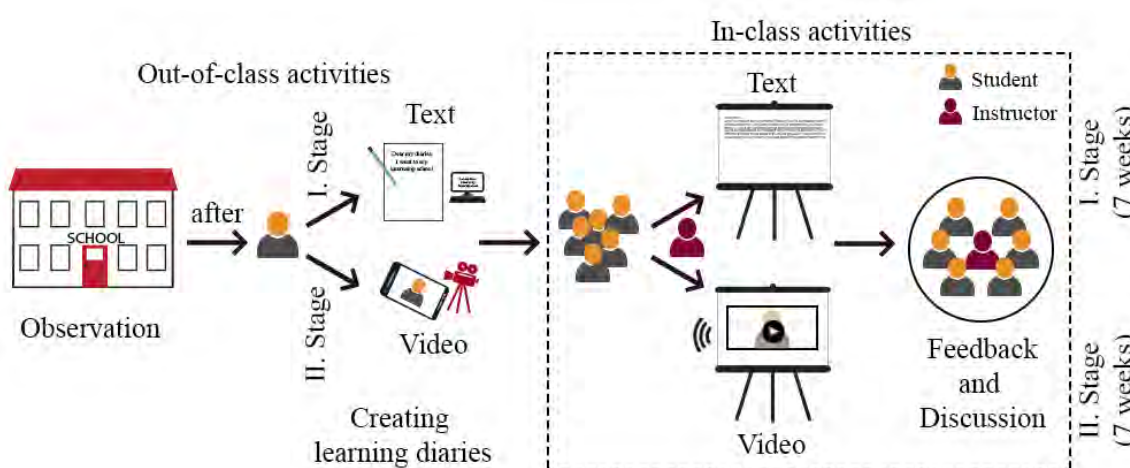 In-class activities
Out-of-class activities
Text
Student
Instructor
Text
I. Stage
SCHOOL
after
Observation
II. Stage
Video
Creating
learning diaries
Video
Feedback
and
Discussion
I. Stage
(7 weeks)
II. Stage
(7 weeks)